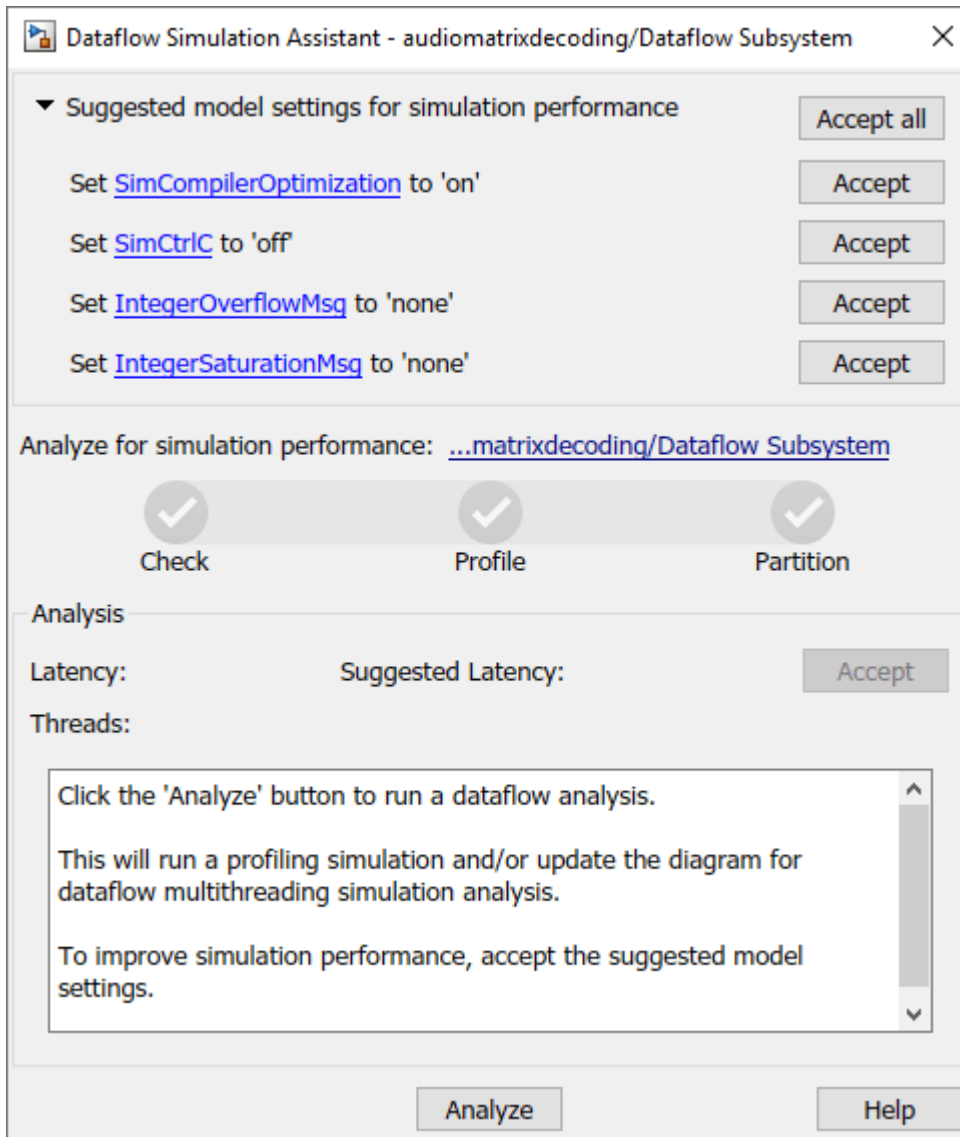 Dataflow Simulation Assistant - audiomatrixdecoding/Dataflow Subsystem
Suggested model settings for simulation performance
Accept all
Set SimCompilerOptimization to 'on'
Accept
Set SimCtrlC to 'off'
Accept
Set IntegerOverflowMsg to 'none'
Accept
Set IntegerSaturationMsg to 'none'
Accept
Analyze for simulation performance: ...matrixdecoding/Dataflow Subsystem
Check Profile Partition
Analysis
Latency: Suggested Latency: Accept
Threads:
Click the 'Analyze' button to run a dataflow analysis.
This will run a profiling simulation and/or update the diagram for
dataflow multithreading simulation analysis.
To improve simulation performance, accept the suggested model
settings.
Analyze Help